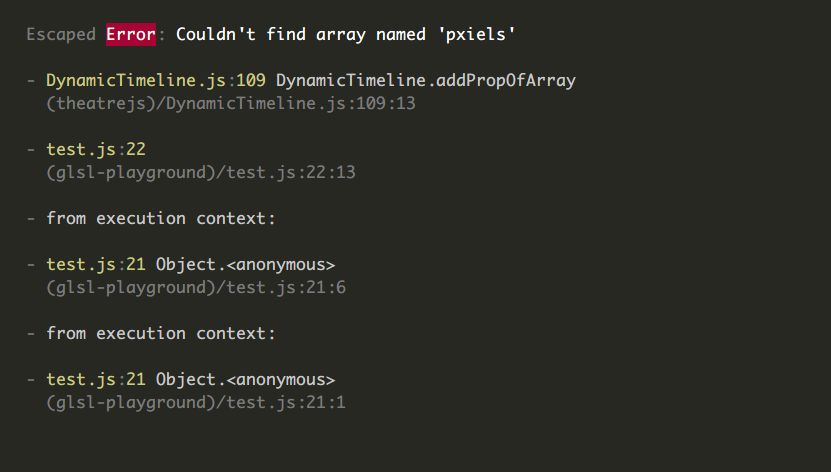 Escaped Error: Couldn't find array named 'pxiels'
- DynamicTimeline.js:109 DynamicTimeline.addPropOfArray
(theatrejs)/DynamicTimeline.js:109:13
- test.js:22
(glsl-playground)/test.js:22:13
- from execution context:
- test.js:21 Object.<anonymous>
(glsl-playground)/test.js:21:6
- from execution context:
- test.js:21 Object.<anonymous>
(glsl-playground)/test.js:21:1